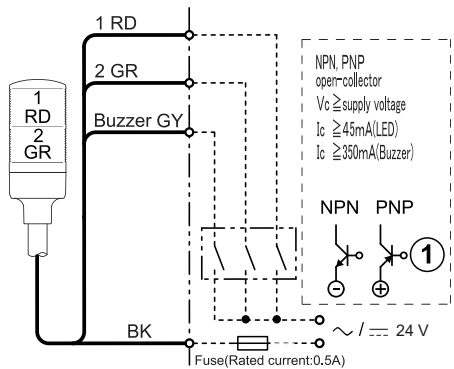 1 RD
2 GR
Buzzer GY
1
RD
2
GR
BK
Fuse(Rated current:0.5A)
~ / ⎓ 24 V
NPN, PNP
open-collector
Vc ≧supply voltage
Ic ≧45mA(LED)
Ic ≧350mA(Buzzer)
NPN PNP
1